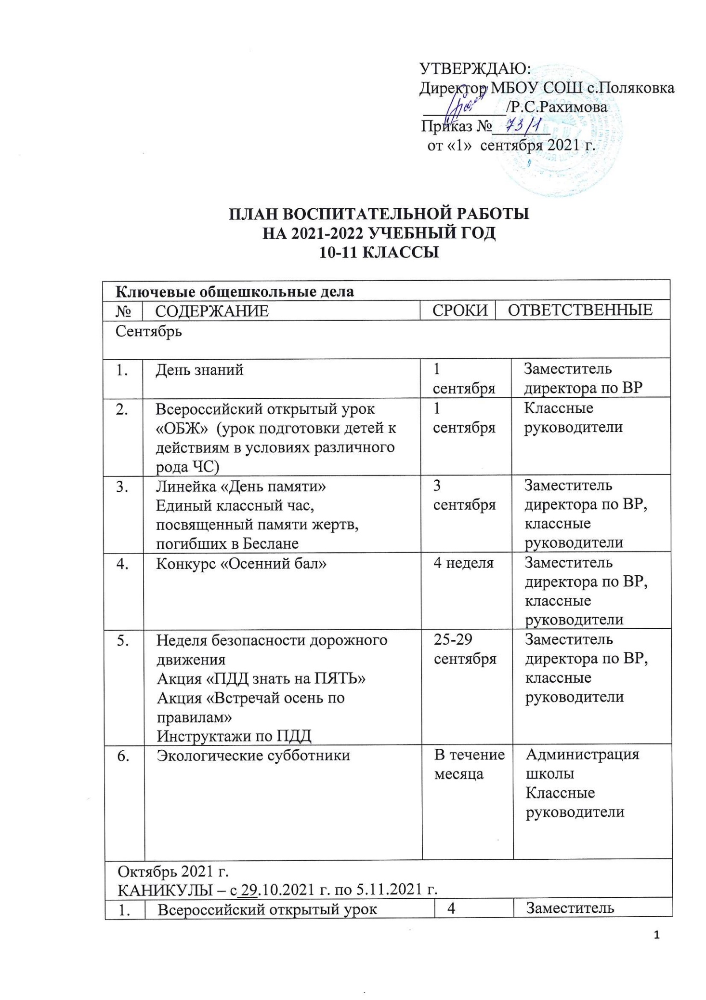 УТВЕРЖДАЮ:
Директор МБОУ СОШ с.Поляковка
__________/Р.С.Рахимова
Приказ №_73/1_
от «1» сентября 2021 г.
ПЛАН ВОСПИТАТЕЛЬНОЙ РАБОТЫ
НА 2021-2022 УЧЕБНЫЙ ГОД
10-11 КЛАССЫ
Ключевые общешкольные дела
№ СОДЕРЖАНИЕ СРОКИ ОТВЕТСТВЕННЫЕ
Сентябрь
1. День знаний 1 Заместитель
сентября директора по ВР
2. Всероссийский открытый урок 1 Классные
«ОБЖ» (урок подготовки детей к сентября руководители
действиям в условиях различного
рода ЧС)
3. Линейка «День памяти» 3 Заместитель
Единый классный час, сентября директора по ВР,
посвященный памяти жертв, классные
погибших в Беслане руководители
4. Конкурс «Осенний бал» 4 неделя Заместитель
директора по ВР,
классные
руководители
5. Неделя безопасности дорожного 25-29 Заместитель
движения сентября директора по ВР,
Акция «ПДД знать на ПЯТЬ» классные
Акция «Встречай осень по руководители
правилам»
Инструктажи по ПДД
6. Экологические субботники В течение Администрация
месяца школы
Классные
руководители
Октябрь 2021 г.
КАНИКУЛЫ – с 29.10.2021 г. по 5.11.2021 г.
1. Всероссийский открытый урок 4 Заместитель
1